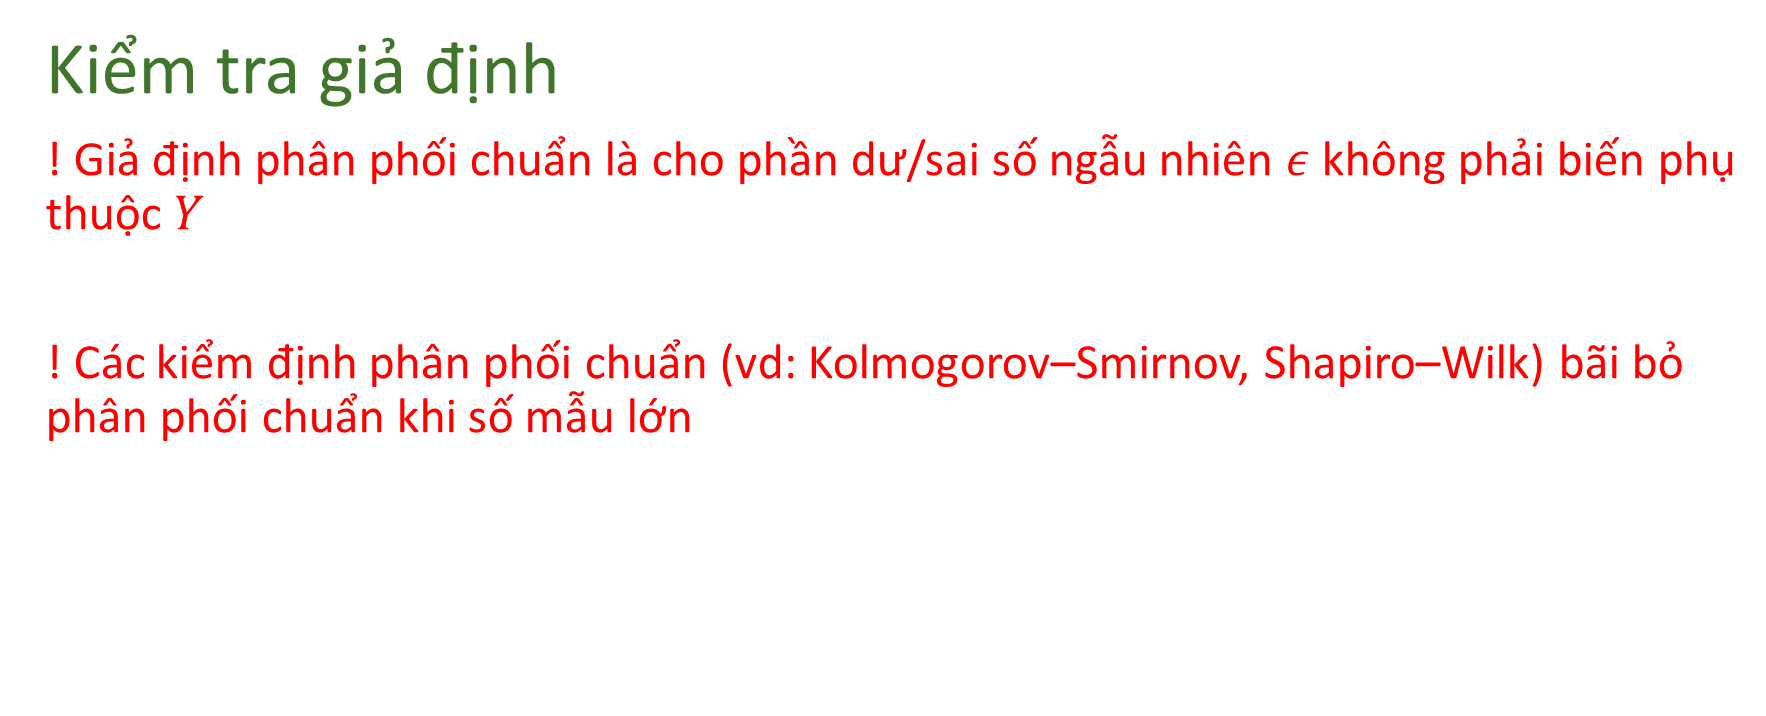 Kiểm tra giả định
! Giả định phân phối chuẩn là cho phần dư/sai số ngẫu nhiên ϵ không phải biến phụ
thuộc Y
! Các kiểm định phân phối chuẩn (vd: Kolmogorov–Smirnov, Shapiro–Wilk) bãi bỏ
phân phối chuẩn khi số mẫu lớn